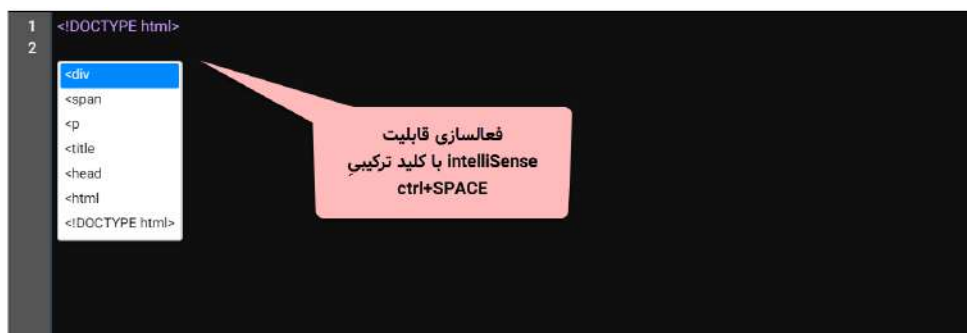 1 <!DOCTYPE html>
2
<div
<span
<p
<title
<head
<html
<!DOCTYPE html>
فعالسازی قابلیت
intelliSense با کلید ترکیبیِ
ctrl+SPACE